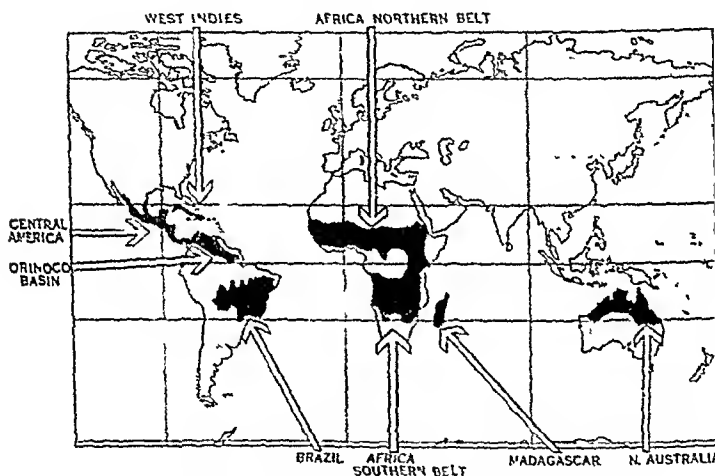 WEST INDIES
AFRICA NORTHERN BELT
CENTRAL
AMERICA
ORINOCO
BASIN
BRAZIL
AFRICA
SOUTHERN BELT
MADAGASCAR
N. AUSTRALIA